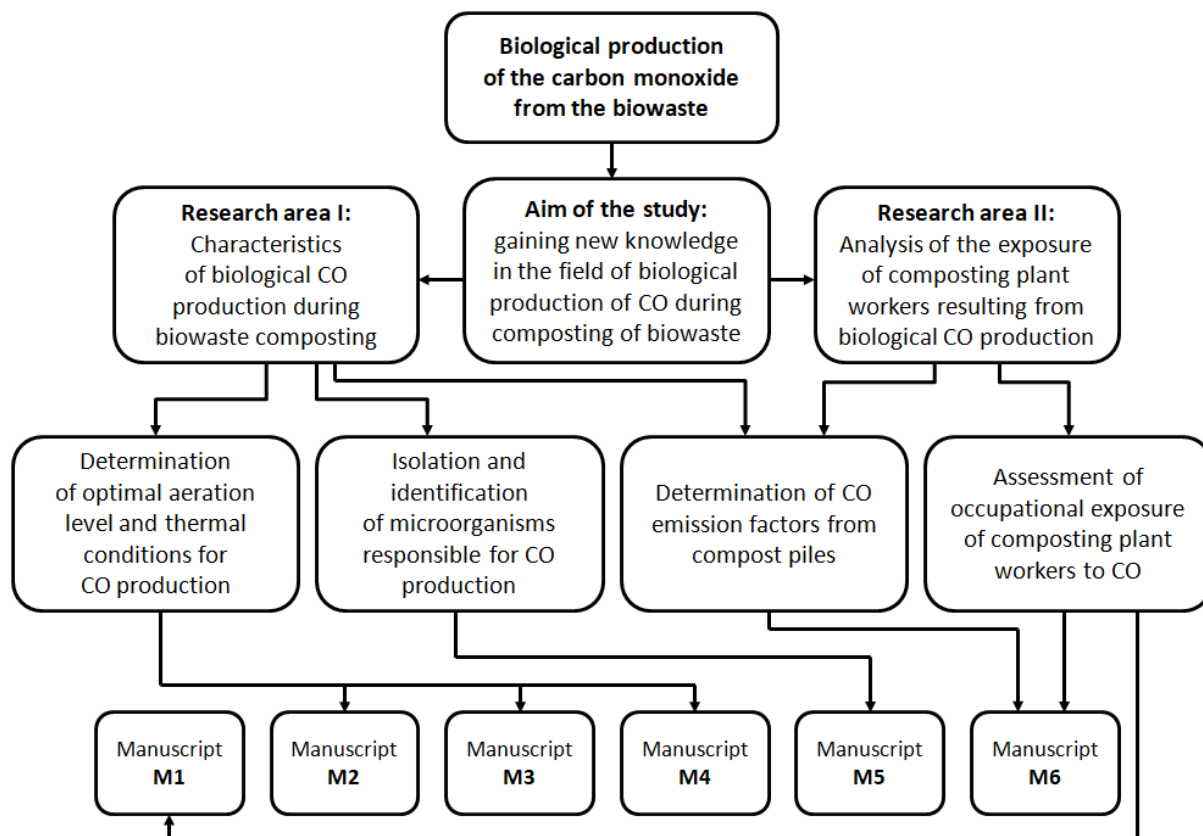 Biological production
of the carbon monoxide
from the biowaste
Research area I:
Characteristics
of biological CO
production during
biowaste composting
Aim of the study:
gaining new knowledge
in the field of biological
production of CO during
composting of biowaste
Research area II:
Analysis of the exposure
of composting plant
workers resulting from
biological CO production
Determination
of optimal aeration
level and thermal
conditions for
CO production
Isolation and
identification
of microorganisms
responsible for CO
production
Determination of CO
emission factors from
compost piles
Assessment of
occupational exposure
of composting plant
workers to CO
Manuscript
M1
Manuscript
M2
Manuscript
M3
Manuscript
M4
Manuscript
M5
Manuscript
M6